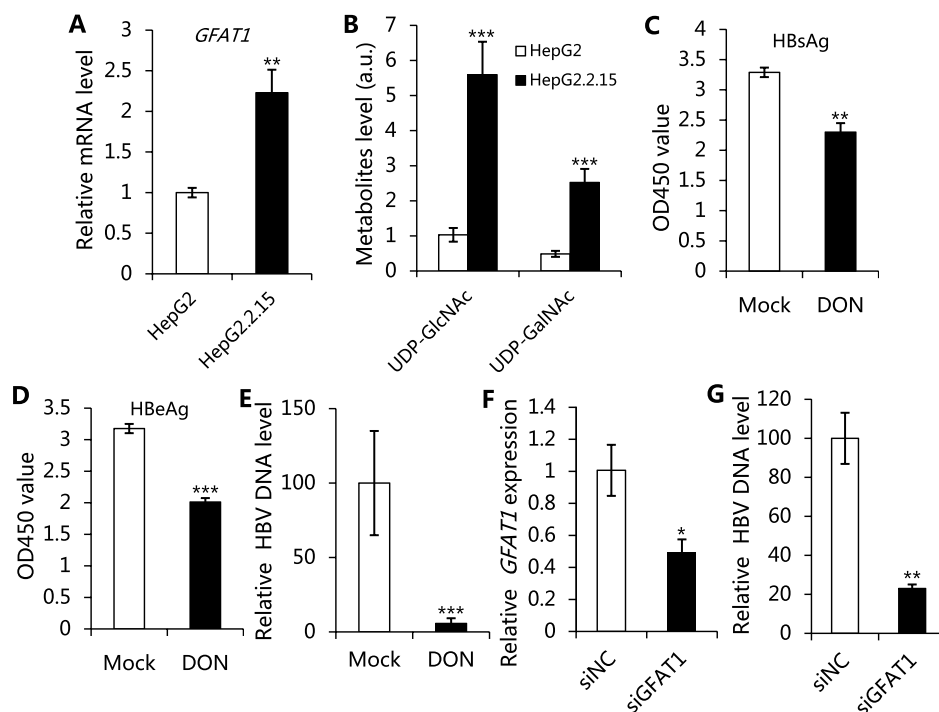 A
Relative mRNA level
3
2.5
2
1.5
1
0.5
0
GFAT1
**
HepG2
HepG2.2.15
B
Metabolites level (a.u.)
7
6
5
4
3
2
1
0
***
***
HepG2
HepG2.2.15
UDP-GlcNAc
UDP-GalNAc
C
OD450 value
4
3.5
3
2.5
2
1.5
1
0.5
0
HBsAg
**
Mock DON
D
OD450 value
3.5
3
2.5
2
1.5
1
0.5
0
HBeAg
***
Mock DON
E
Relative HBV DNA level
150
100
50
0
***
Mock DON
F
Relative GFAT1 expression
1.4
1.2
1
0.8
0.6
0.4
0.2
0
*
siNC
siGFAT1
G
Relative HBV DNA level
120
100
80
60
40
20
0
**
siNC
siGFAT1